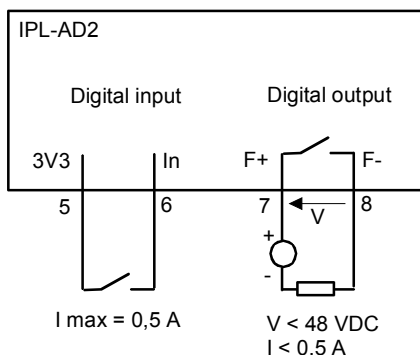 IPL-AD2
Digital input Digital output
3V3 In F+ F-
5 6 7 V 8
+
-
I max = 0,5 A
V < 48 VDC
I < 0.5 A